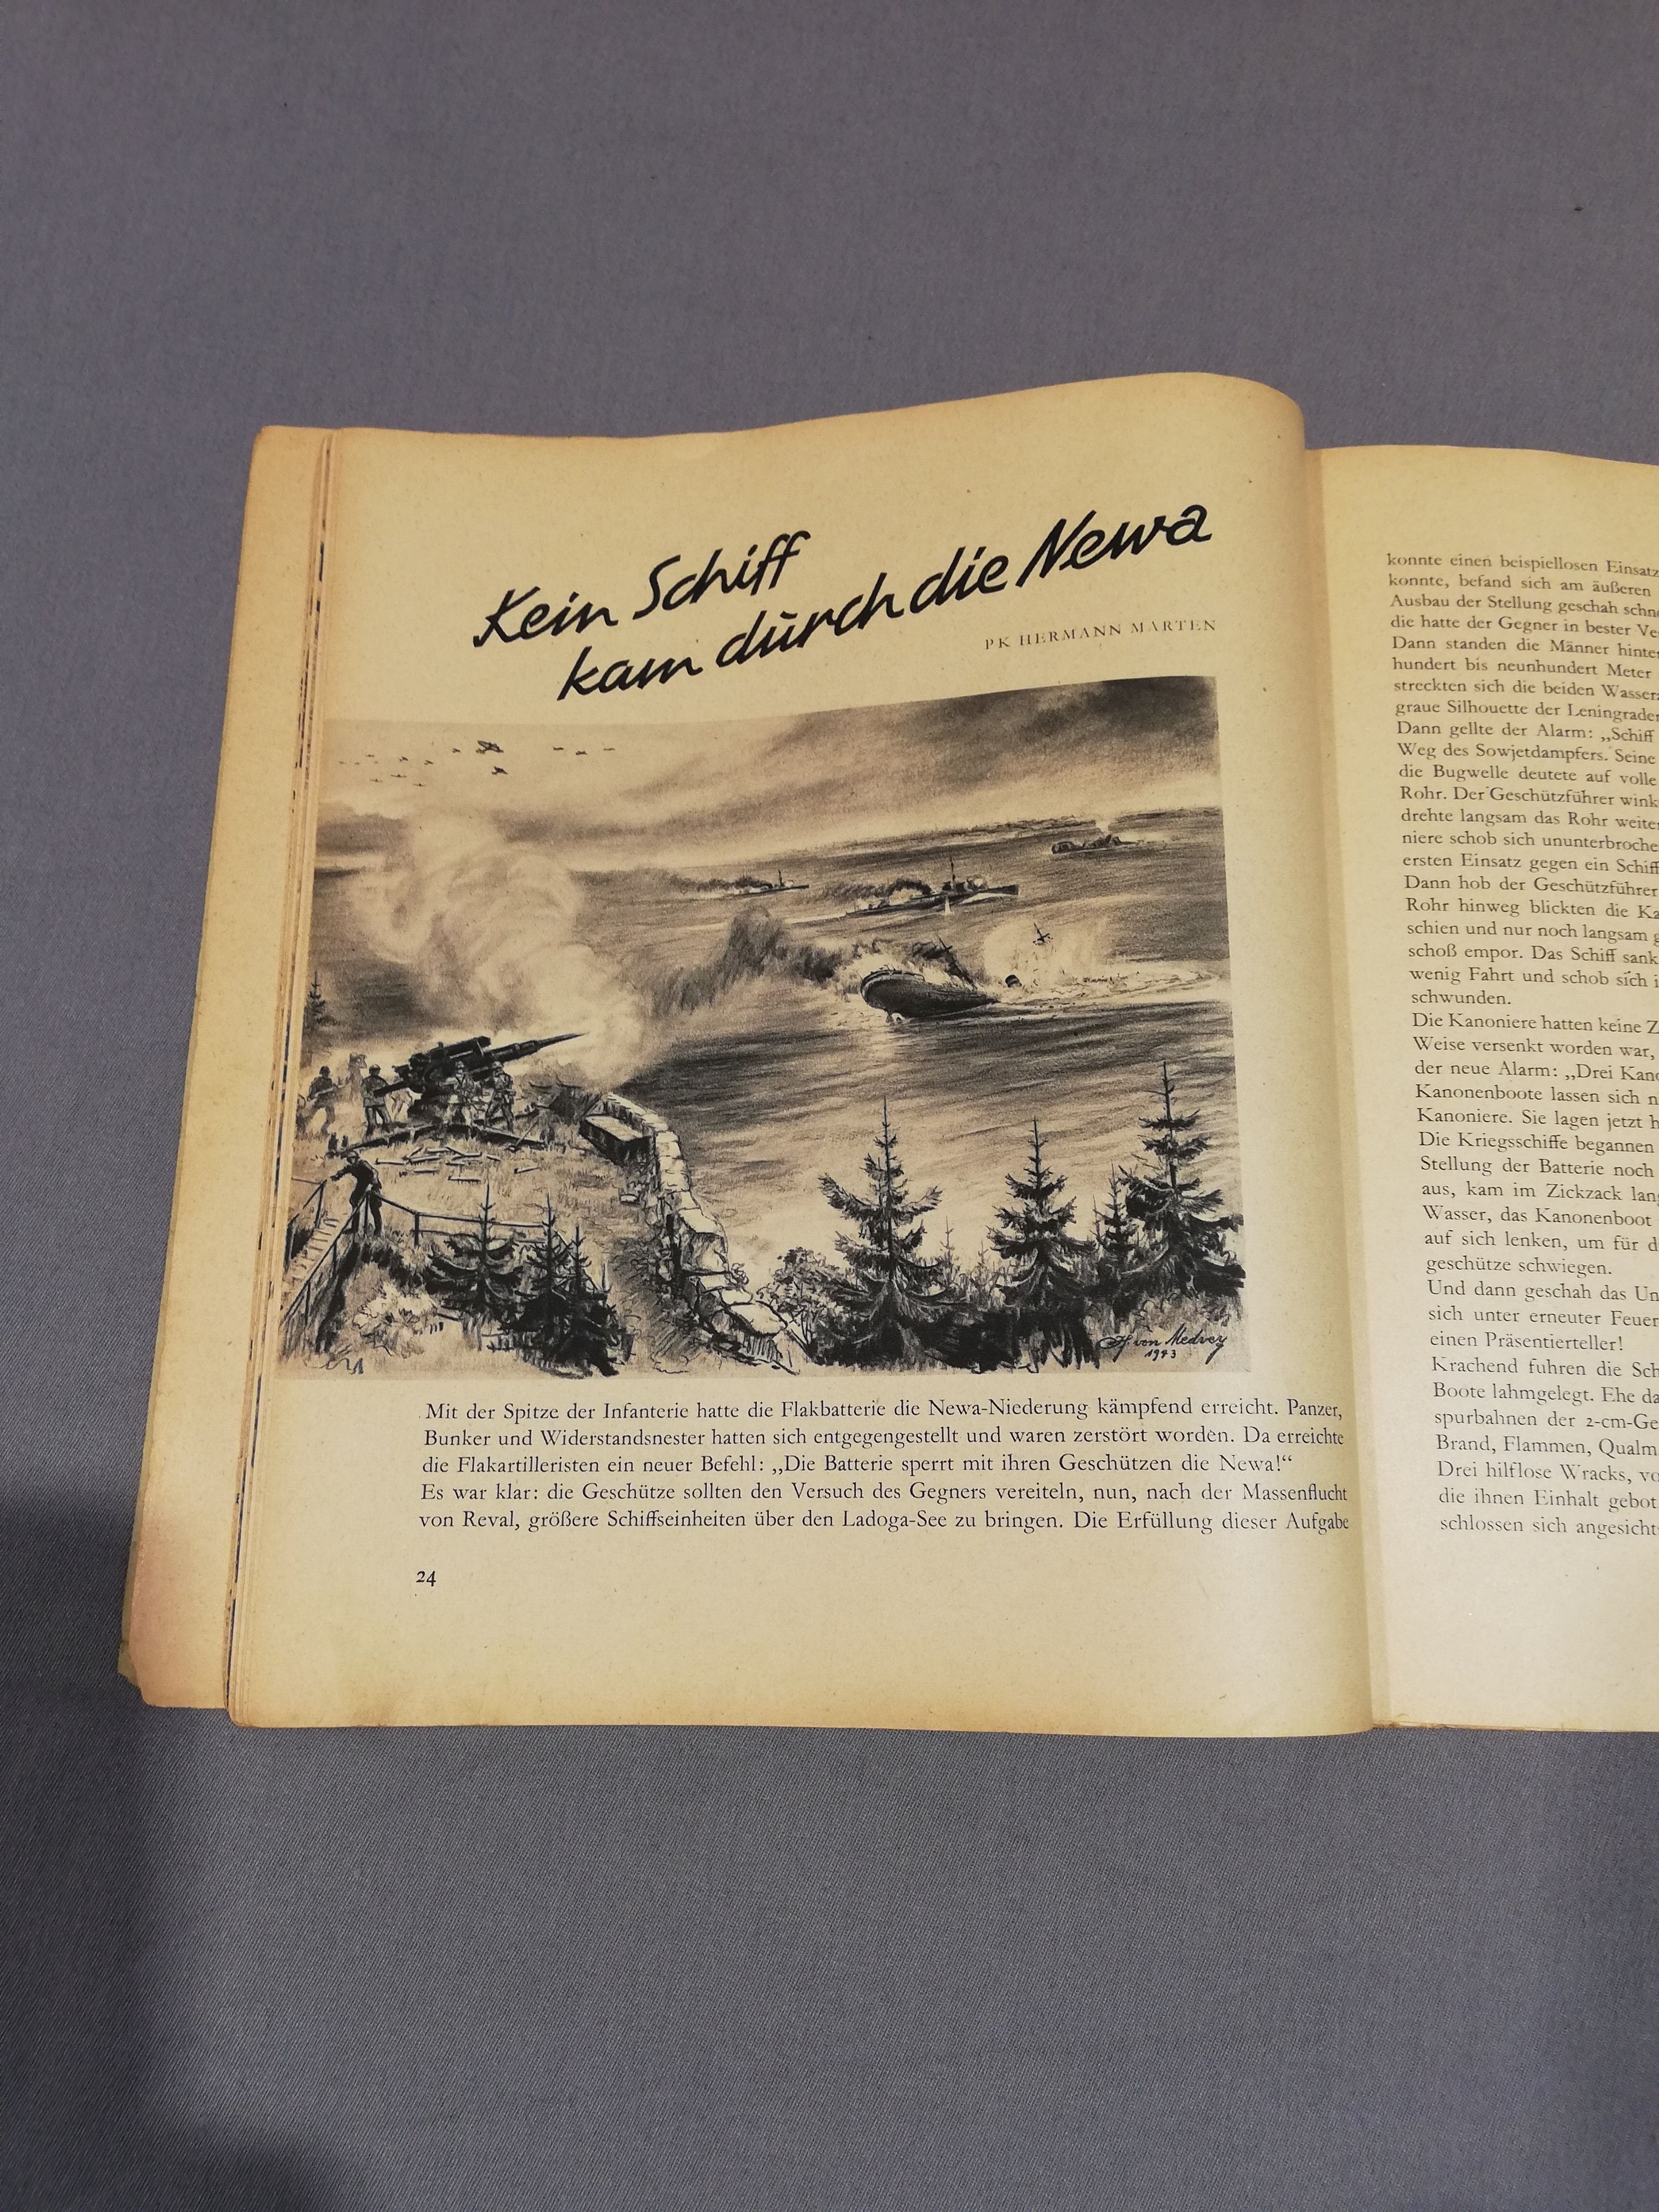 Kein Schiff
kam durch die Newa
PK HERMANN MARTEN
H. von Medvey
1943
Mit der Spitze der Infanterie hatte die Flakbatterie die Newa-Niederung kämpfend erreicht. Panzer,
Bunker und Widerstandsnester hatten sich entgegengestellt und waren zerstört worden. Da erreichte
die Flakartilleristen ein neuer Befehl: „Die Batterie sperrt mit ihren Geschützen die Newa!“
Es war klar: die Geschütze sollten den Versuch des Gegners vereiteln, nun, nach der Massenflucht
von Reval, größere Schiffseinheiten über den Ladoga-See zu bringen. Die Erfüllung dieser Aufgabe
24
konnte einen beispiellosen Einsatz
konnte, befand sich am äußeren
Ausbau der Stellung geschah
die hatte der Gegner in bester
Dann standen die Männer
hundert bis neunhundert Meter
streckten sich die beiden
graue Silhouette der
Dann gellte der Alarm: „Schiff
Weg des Sowjetdampfers. Seine
die Bugwelle deutete auf volle
Rohr. Der Geschützführer
drehte langsam das Rohr
niere schob sich
ersten Einsatz gegen ein
Dann hob der Geschützführer
Rohr hinweg blickten die
schien und nur noch langsam
schoß empor. Das Schiff sank
wenig Fahrt und schob sich
schwunden.
Die Kanoniere hatten keine
Weise versenkt worden war,
der neue Alarm: „Drei
Kanonenboote lassen sich
Kanoniere. Sie lagen jetzt
Die Kriegsschiffe begannen
Stellung der Batterie noch
aus, kam im Zickzack
Wasser, das Kanonenboot
auf sich lenken, um für
geschütze schwiegen.
Und dann geschah das
sich unter erneuter
einen Präsentierteller!
Krachend fuhren die
Boote lahmgelegt. Ehe
spurbahnen der 2-cm-
Brand, Flammen, Qualm
Drei hilflose Wracks,
die ihnen Einhalt
schlossen sich